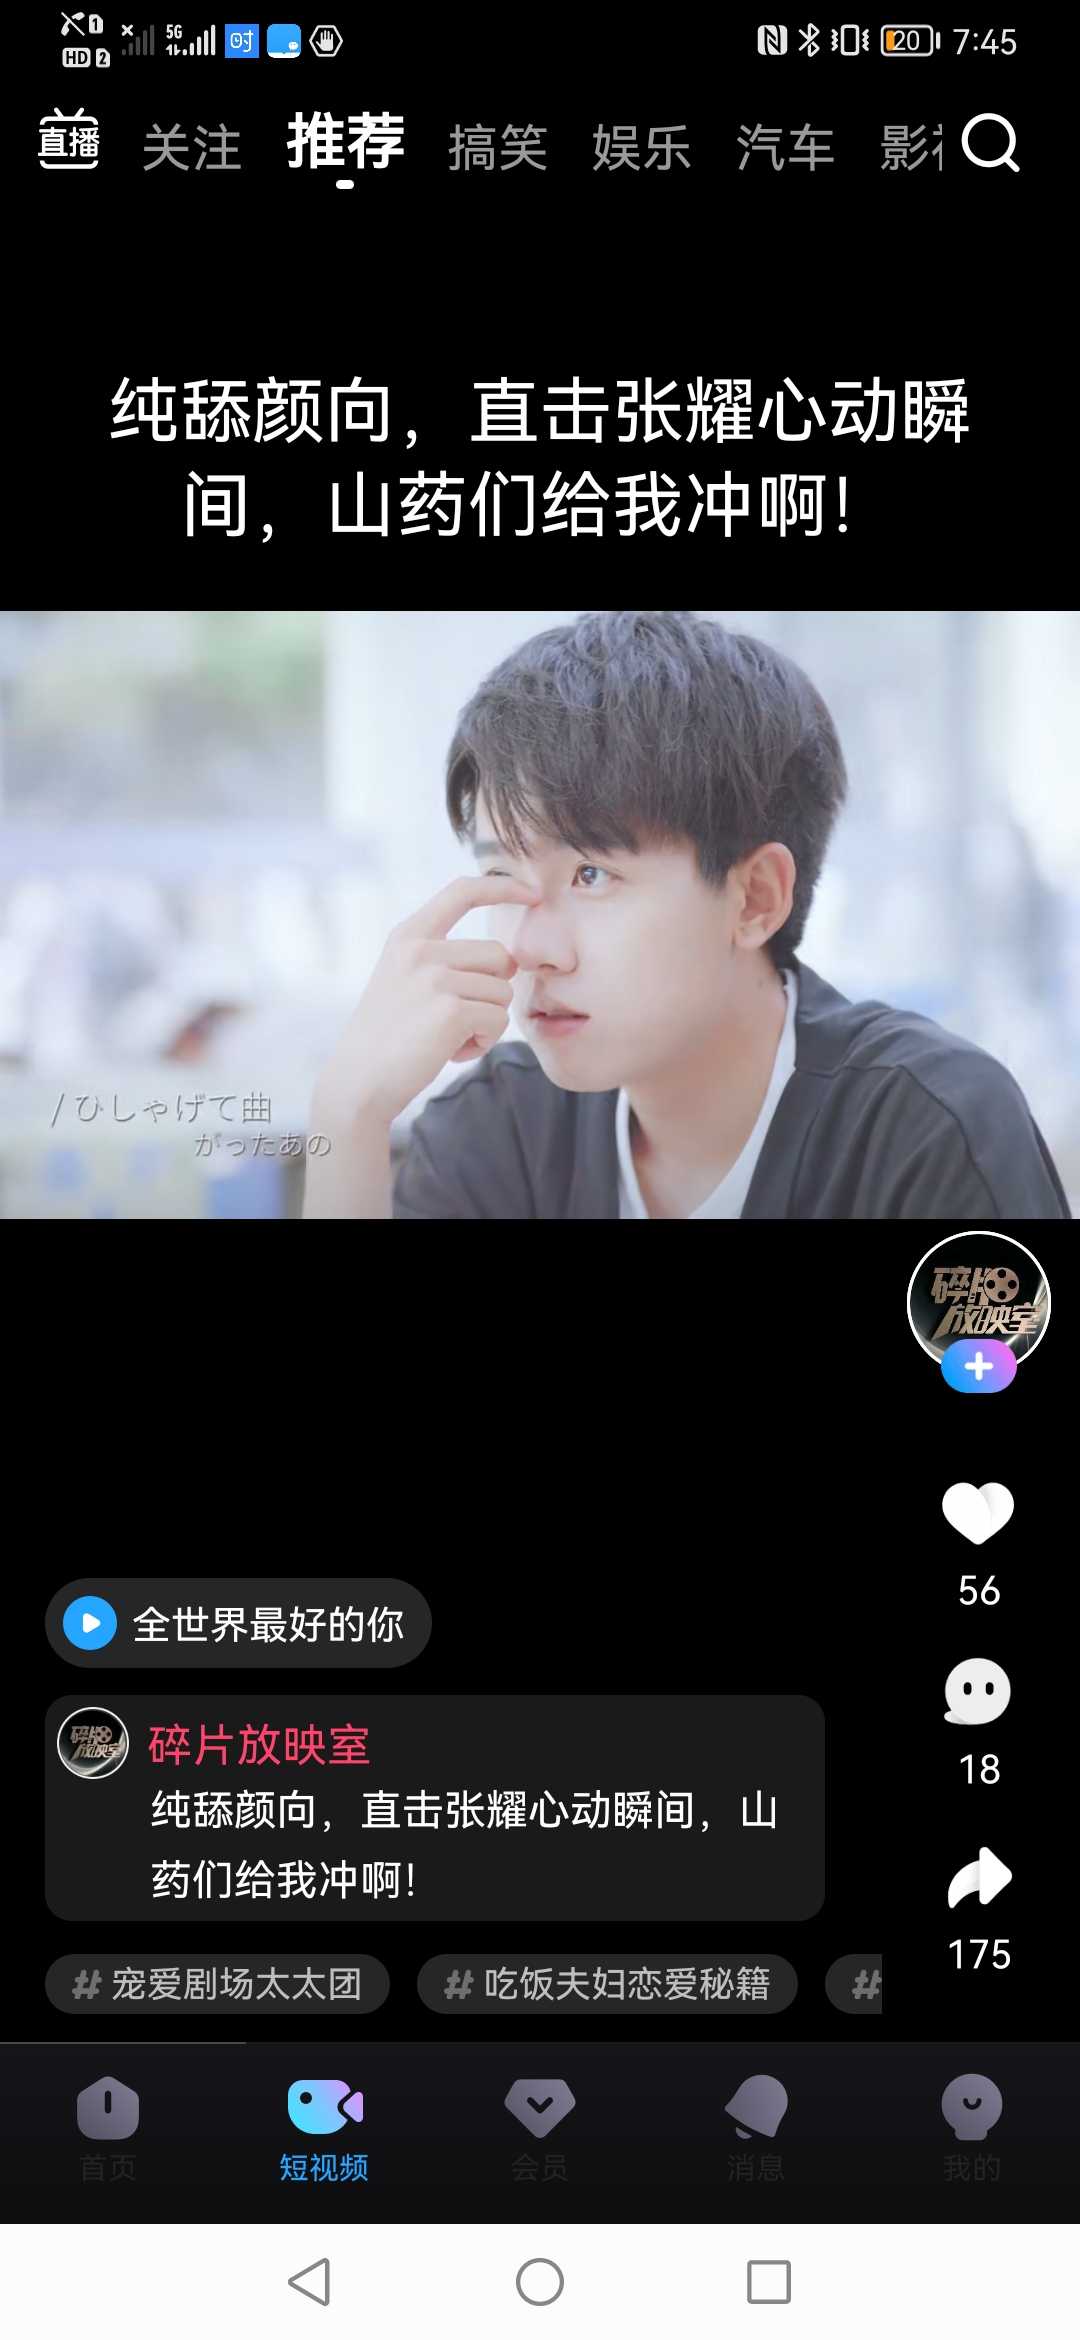 HD 1 2 5G 时 20 7:45
直播 关注 推荐 搞笑 娱乐 汽车 影
纯舔颜向，直击张耀心动瞬
间，山药们给我冲啊！
/ ひしゃげて曲
がったあの
碎片
放映室
56
全世界最好的你
18
碎片放映室
纯舔颜向，直击张耀心动瞬间，山
药们给我冲啊！
175
#宠爱剧场太太团 #吃饭夫妇恋爱秘籍 #
首页 短视频 会员 消息 我的